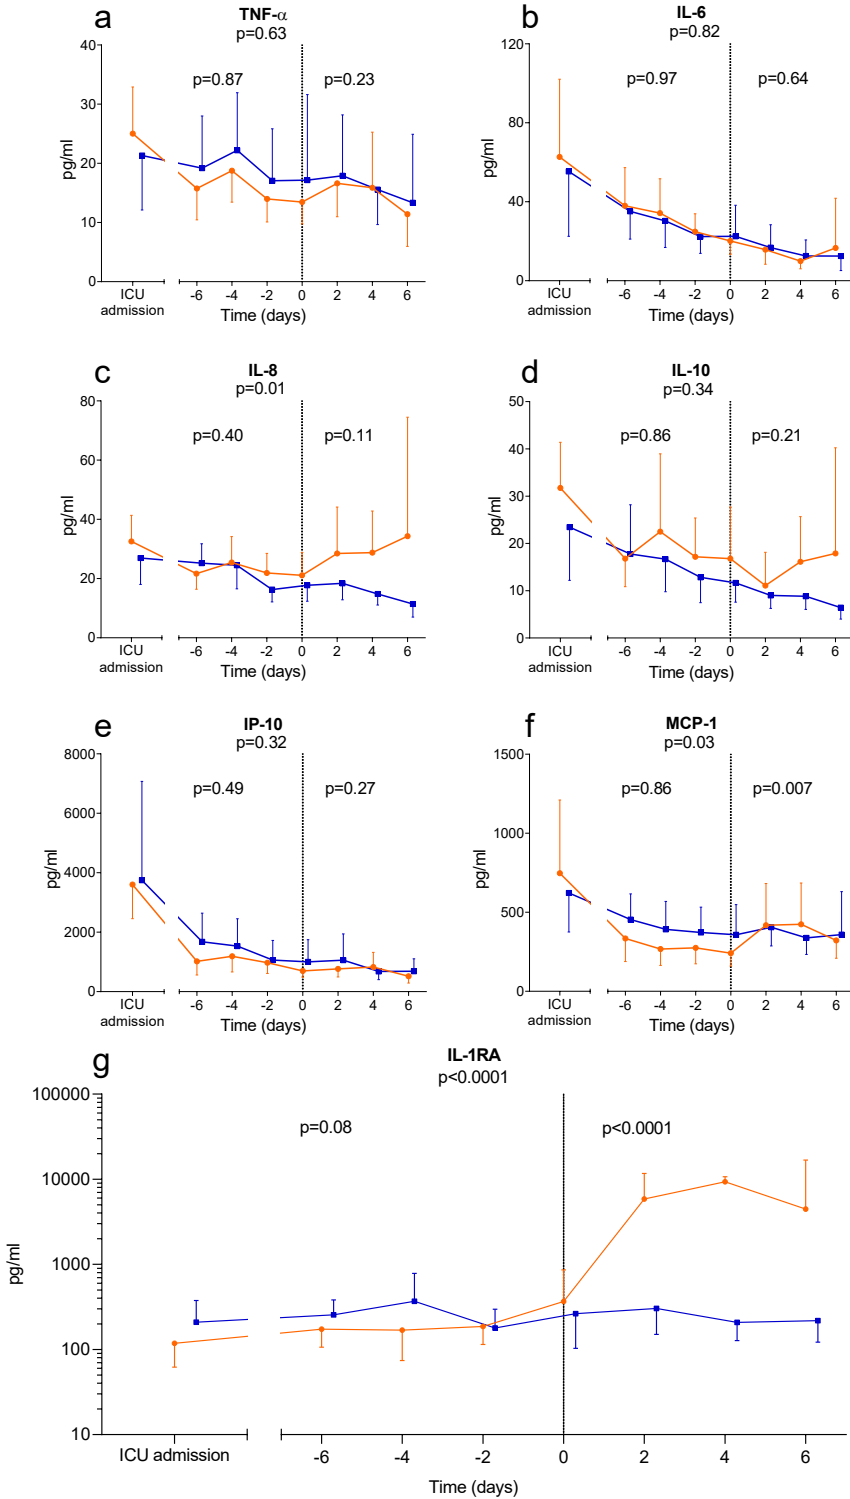 a
TNF-α
p=0.63
p=0.87
p=0.23
40
30
20
10
0
pg/ml
ICU
admission
-6 -4 -2 0 2 4 6
Time (days)
b
IL-6
p=0.82
p=0.97
p=0.64
120
80
40
0
pg/ml
ICU
admission
-6 -4 -2 0 2 4 6
Time (days)
c
IL-8
p=0.01
p=0.40
p=0.11
80
60
40
20
0
pg/ml
ICU
admission
-6 -4 -2 0 2 4 6
Time (days)
d
IL-10
p=0.34
p=0.86
p=0.21
50
40
30
20
10
0
pg/ml
ICU
admission
-6 -4 -2 0 2 4 6
Time (days)
e
IP-10
p=0.32
p=0.49
p=0.27
8000
6000
4000
2000
0
pg/ml
ICU
admission
-6 -4 -2 0 2 4 6
Time (days)
f
MCP-1
p=0.03
p=0.86
p=0.007
1500
1000
500
0
pg/ml
ICU
admission
-6 -4 -2 0 2 4 6
Time (days)
g
IL-1RA
p<0.0001
p=0.08
p<0.0001
100000
10000
1000
100
10
pg/ml
ICU admission
-6 -4 -2 0 2 4 6
Time (days)